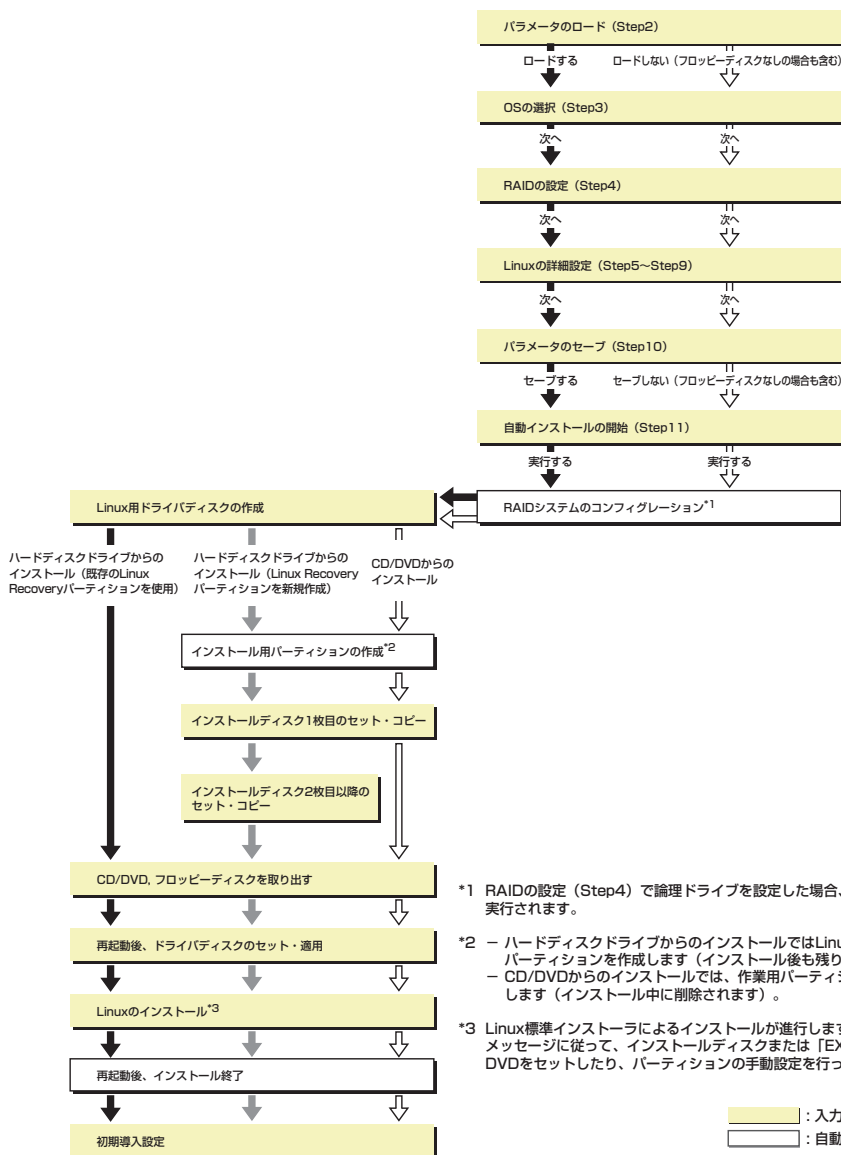 パラメータのロード（Step2）
ロードする
ロードしない（フロッピーディスクなしの場合も含む）
OSの選択（Step3）
次へ
次へ
RAIDの設定（Step4）
次へ
次へ
Linuxの詳細設定（Step5～Step9）
次へ
次へ
パラメータのセーブ（Step10）
セーブする
セーブしない（フロッピーディスクなしの場合も含む）
自動インストールの開始（Step11）
実行する
実行する
RAIDシステムのコンフィグレーション*1
Linux用ドライバディスクの作成
ハードディスクドライブからの
インストール（既存のLinux
Recoveryパーティションを使用）
ハードディスクドライブからの
インストール（Linux Recovery
パーティションを新規作成）
CD/DVDからの
インストール
インストール用パーティションの作成*2
インストールディスク1枚目のセット・コピー
インストールディスク2枚目以降の
セット・コピー
CD/DVD, フロッピーディスクを取り出す
再起動後、ドライバディスクのセット・適用
Linuxのインストール*3
再起動後、インストール終了
初期導入設定
*1 RAIDの設定（Step4）で論理ドライブを設定した場合、
実行されます。
*2 － ハードディスクドライブからのインストールではLinu
パーティションを作成します（インストール後も残り
－ CD/DVDからのインストールでは、作業用パーティシ
します（インストール中に削除されます）。
*3 Linux標準インストーラによるインストールが進行します
メッセージに従って、インストールディスクまたは「EX
DVDをセットしたり、パーティションの手動設定を行っ
：入力
：自動